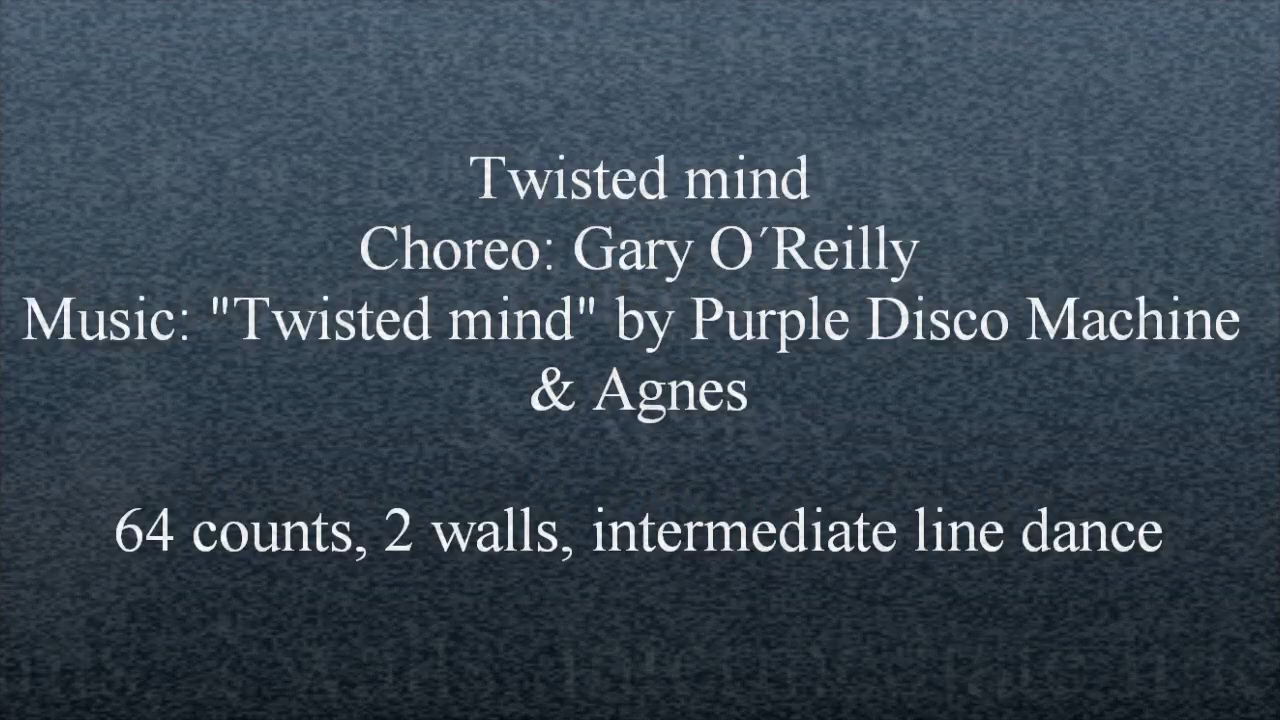 Twisted mind
Choreo: Gary O´Reilly
Music: "Twisted mind" by Purple Disco Machine
& Agnes
64 counts, 2 walls, intermediate line dance